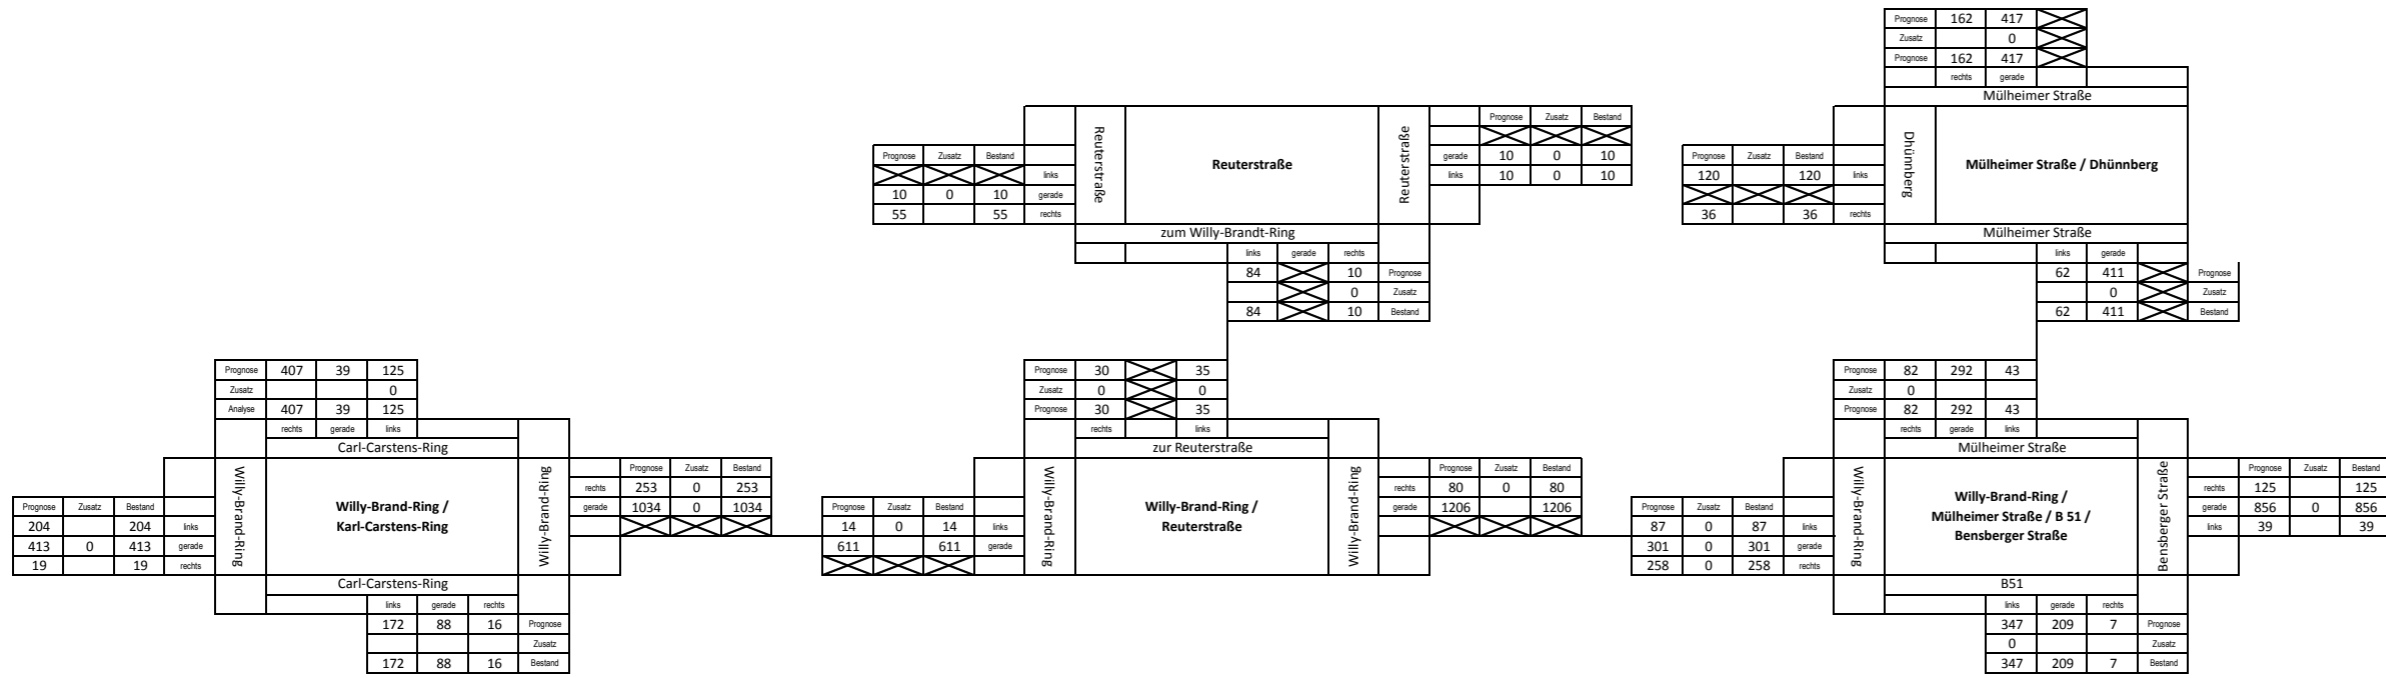 Prognose 162 417
Zusatz 0
Prognose 162 417
rechts gerade
Mülheimer Straße
Prognose Zusatz Bestand
Reuterstraße
Reuterstraße
Reuterstraße
gerade 10 0 10
links 10 0 10
Prognose Zusatz Bestand
links
10 0 10 gerade
55 55 rechts
zum Willy-Brandt-Ring
links gerade rechts
84 10 Prognose
0 Zusatz
84 10 Bestand
Dhünnberg
Mülheimer Straße / Dhünnberg
Prognose Zusatz Bestand
120 120 links
36 36 rechts
Mülheimer Straße
links gerade
62 411 Prognose
0 Zusatz
62 411 Bestand
Prognose 407 39 125
Zusatz 0
Analyse 407 39 125
rechts gerade links
Carl-Carstens-Ring
Willy-Brand-Ring
Willy-Brand-Ring /
Karl-Carstens-Ring
Willy-Brand-Ring
Prognose Zusatz Bestand
rechts 253 0 253
gerade 1034 0 1034
Prognose Zusatz Bestand
204 204 links
413 0 413 gerade
19 19 rechts
Carl-Carstens-Ring
links gerade rechts
172 88 16 Prognose
Zusatz
172 88 16 Bestand
Prognose 30 35
Zusatz 0 0
Prognose 30 35
rechts links
zur Reuterstraße
Willy-Brand-Ring
Willy-Brand-Ring /
Reuterstraße
Willy-Brand-Ring
Prognose Zusatz Bestand
rechts 80 0 80
gerade 1206 1206
Prognose Zusatz Bestand
14 0 14 links
611 611 gerade
Prognose 82 292 43
Zusatz 0
Prognose 82 292 43
rechts gerade links
Mülheimer Straße
Willy-Brand-Ring
Willy-Brand-Ring /
Mülheimer Straße / B 51 /
Bensberger Straße
Bensberger Straße
Prognose Zusatz Bestand
rechts 125 125
gerade 856 0 856
links 39 39
Prognose Zusatz Bestand
87 0 87 links
301 0 301 gerade
258 0 258 rechts
B51
links gerade rechts
347 209 7 Prognose
0 Zusatz
347 209 7 Bestand